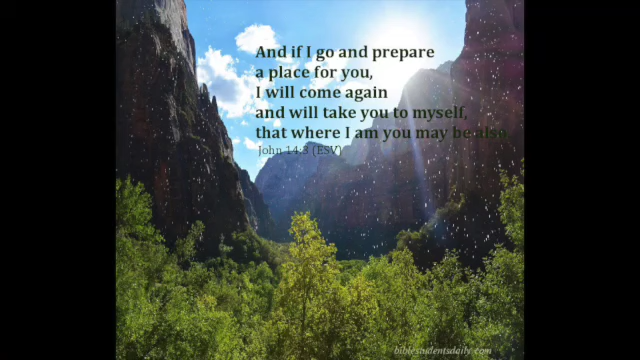 And if I go and prepare
a place for you,
I will come again
and will take you to myself,
that where I am you may be also.
John 14:3 (ESV)
biblestudentsdaily.com